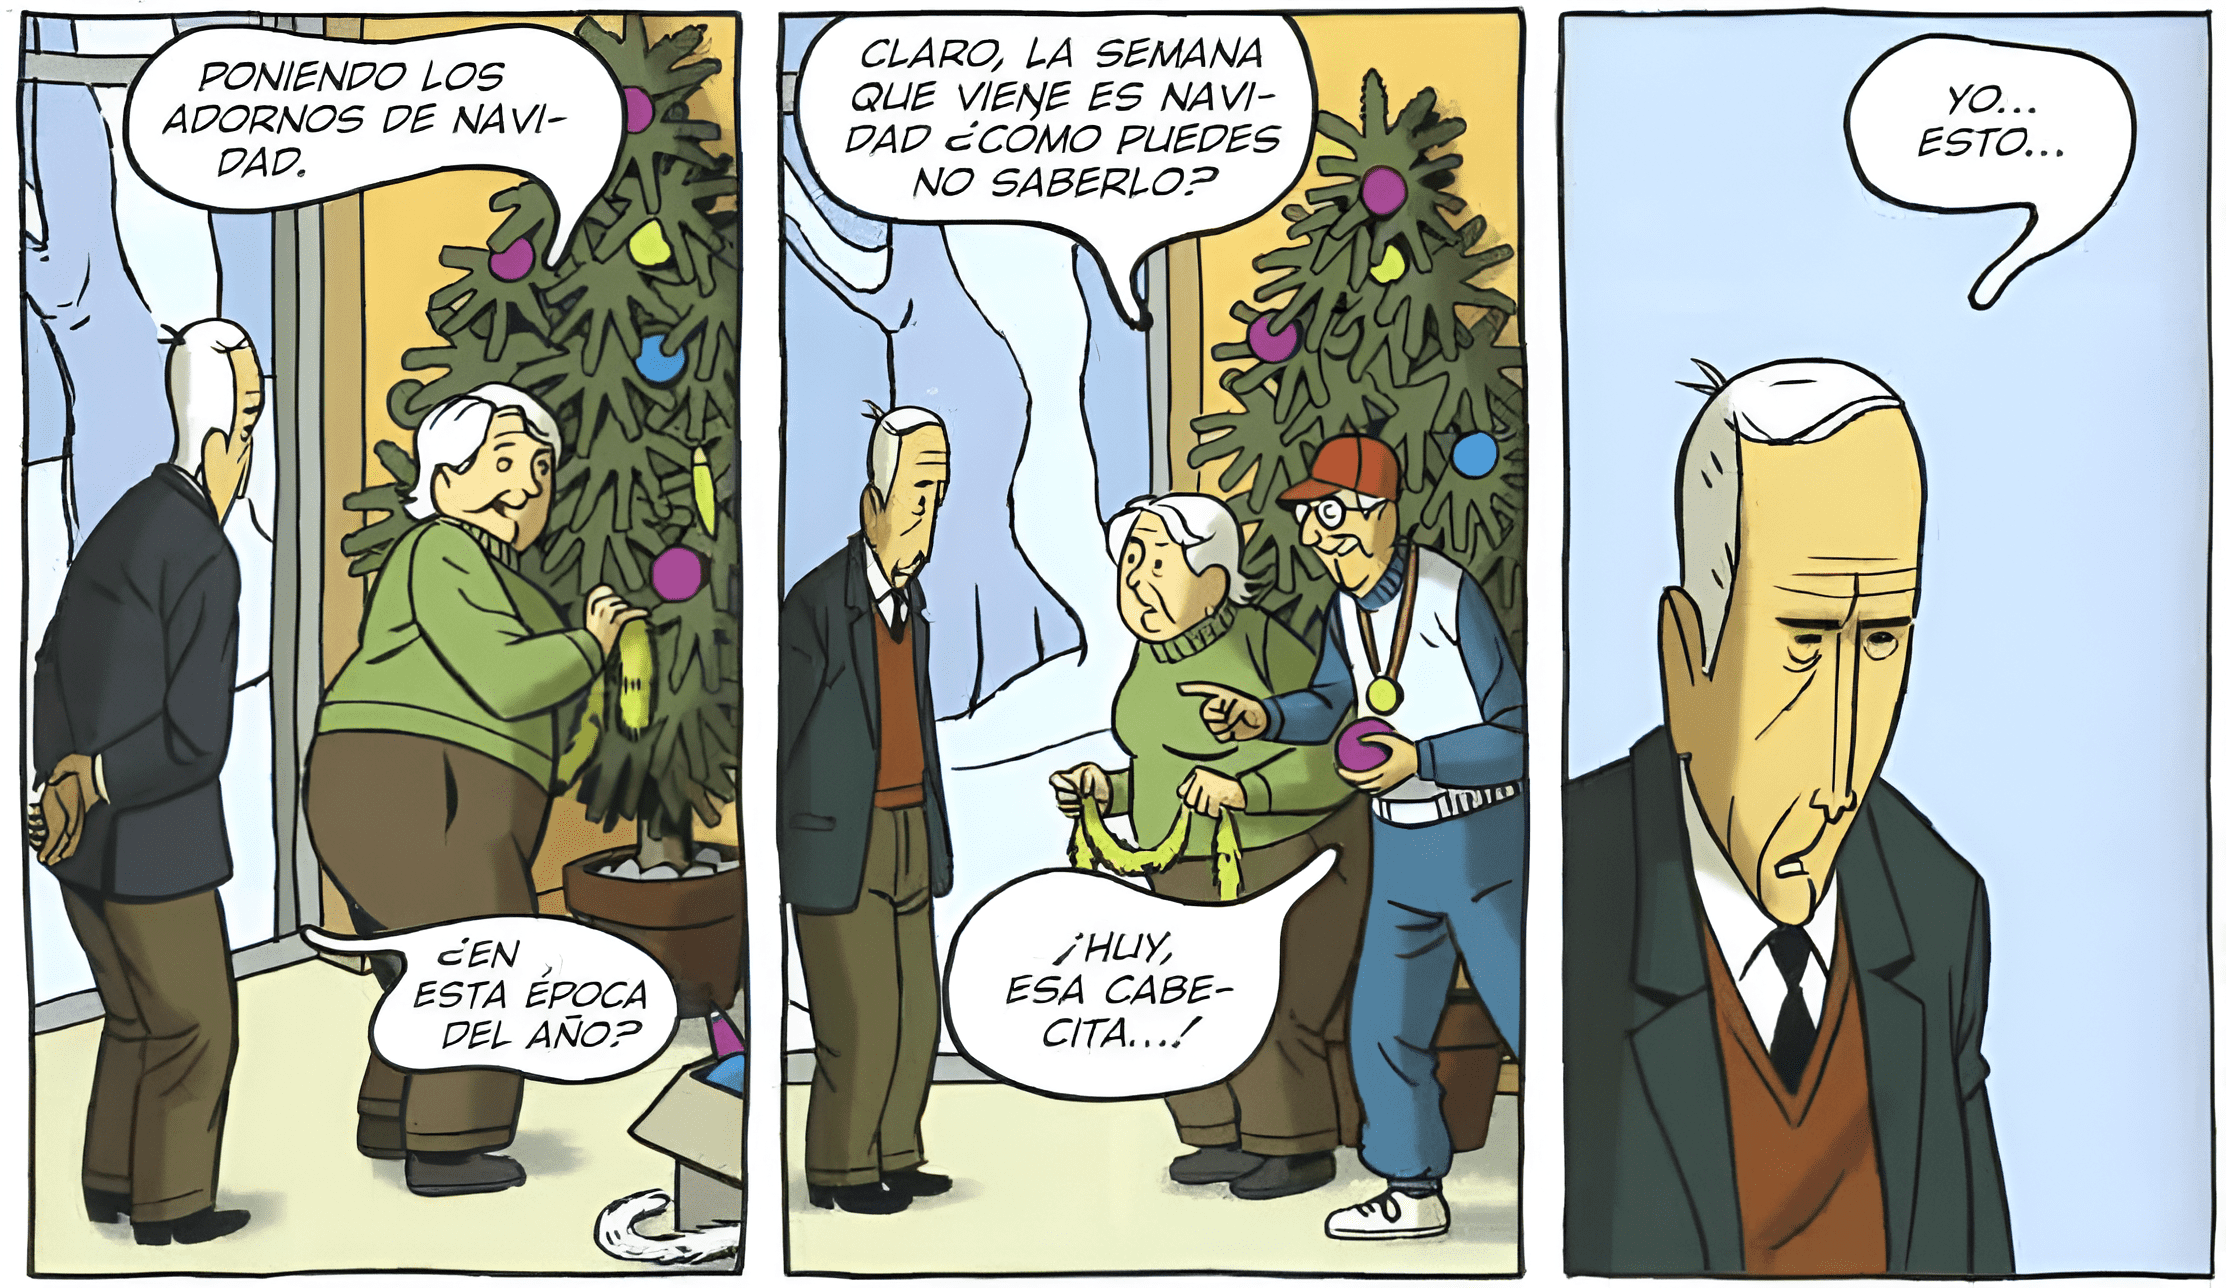 PONIENDO LOS
ADORNOS DE NAVI-
DAD.
¿EN
ESTA ÉPOCA
DEL AÑO?
CLARO, LA SEMANA
QUE VIENE ES NAVI-
DAD ¿CÓMO PUEDES
NO SABERLO?
¡HUY,
ESA CABE-
CITA...!
YO...
ESTO...